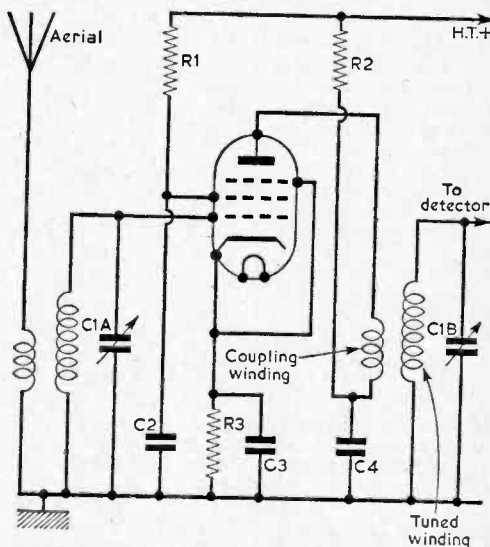 Aerial
R1
R2
H.T.+
To
detector
C1A
Coupling
winding
C1B
C2
R3
C3
C4
Tuned
winding